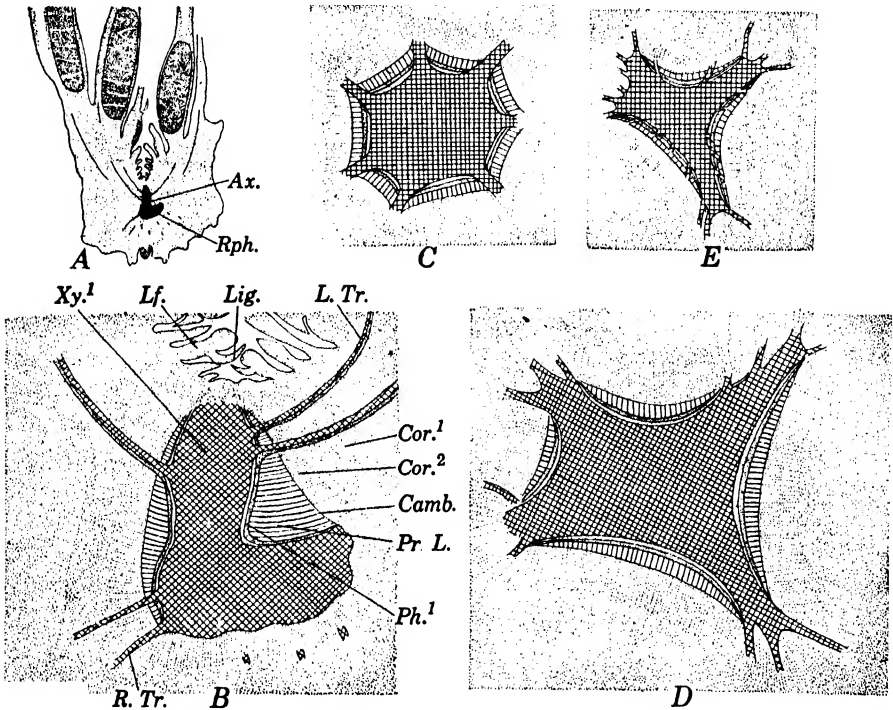 Ax.
Rph.
A
C
E
Xy.¹ Lf. Lig. L. Tr.
Cor.¹
Cor.²
Camb.
Pr L.
Ph.¹
R. Tr. B
D